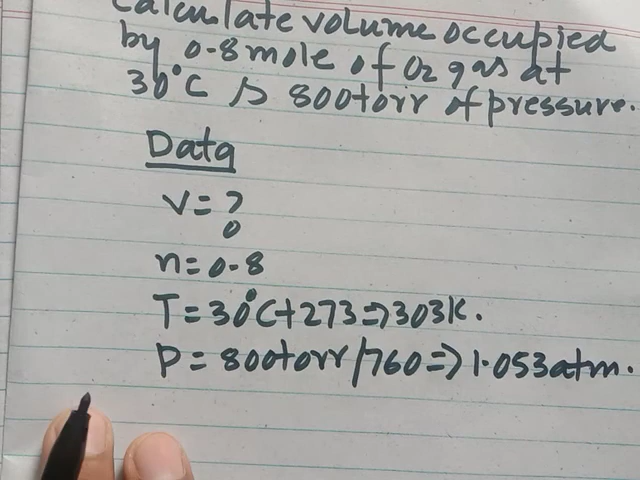 Calculate volume occupied
by 0.8 mole of O2 gas at
30°C & 800torr of pressure.
Data
V= ?
n= 0.8
T= 30°C+273 => 303K.
P= 800torr/760 => 1.053atm.